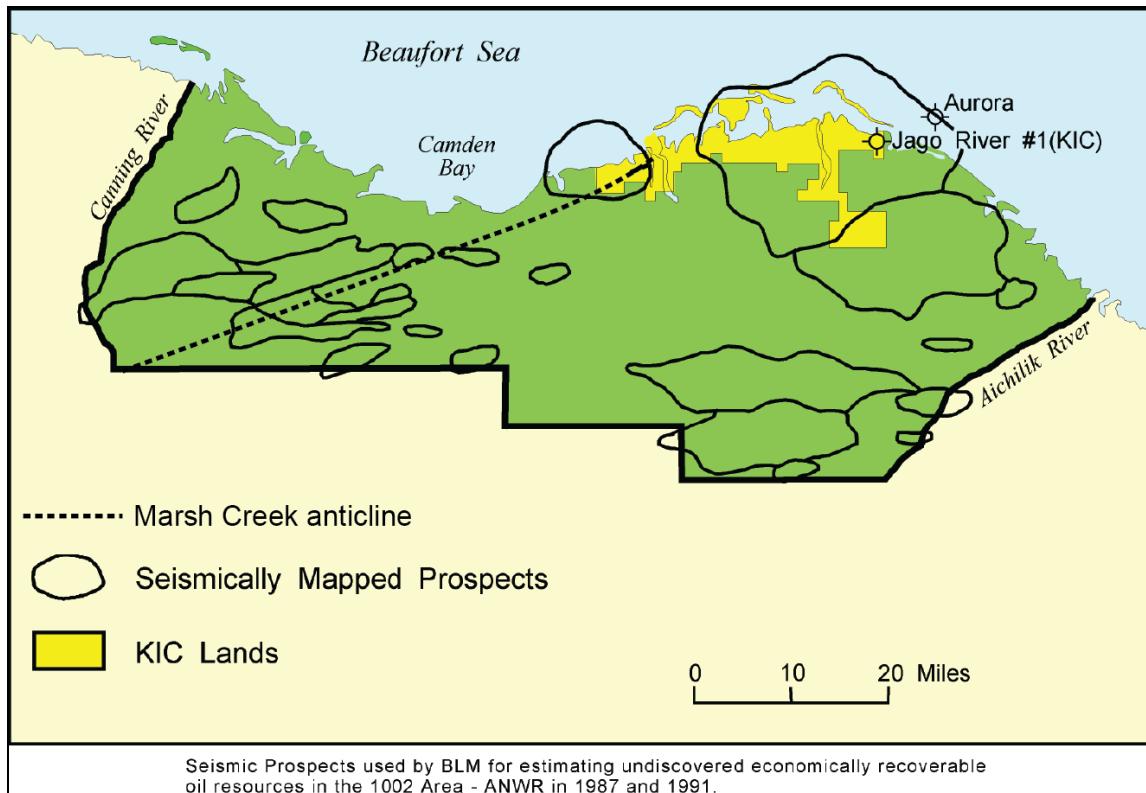 Beaufort Sea
Aurora
Jago River #1(KIC)
Camden
Bay
Canning River
Aichilik River
Marsh Creek anticline
Seismically Mapped Prospects
KIC Lands
0 10 20 Miles
Seismic Prospects used by BLM for estimating undiscovered economically recoverable
oil resources in the 1002 Area - ANWR in 1987 and 1991.